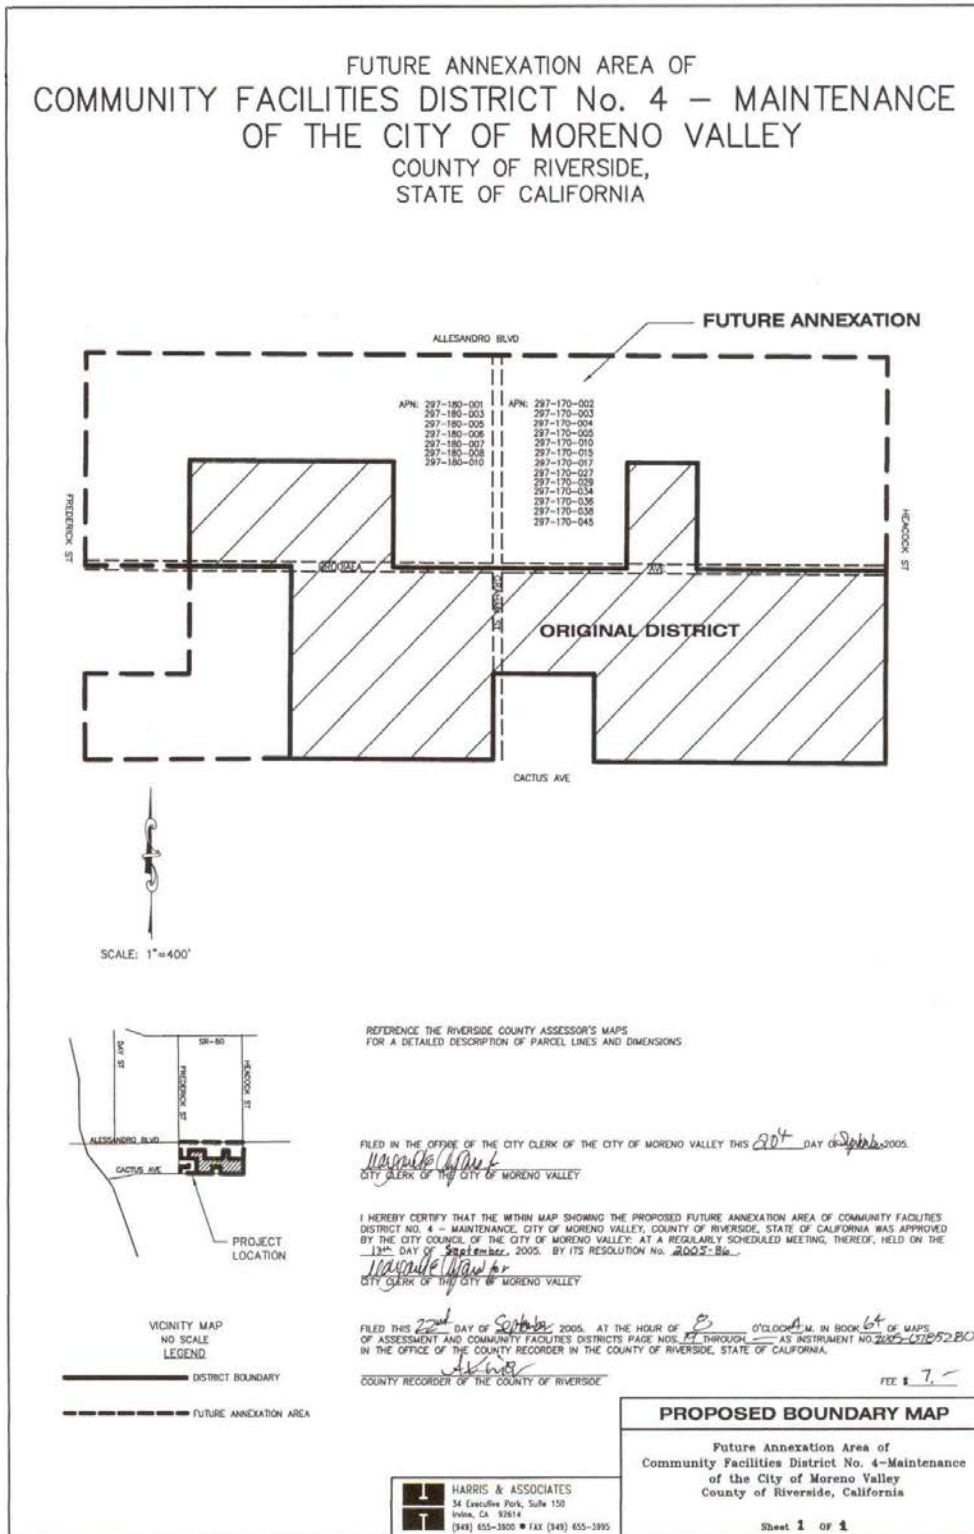 FUTURE ANNEXATION AREA OF
COMMUNITY FACILITIES DISTRICT No. 4 – MAINTENANCE
OF THE CITY OF MORENO VALLEY
COUNTY OF RIVERSIDE,
STATE OF CALIFORNIA
FUTURE ANNEXATION
ALLESANDRO BLVD
APN: 297-180-001
297-180-003
297-180-005
297-180-006
297-180-007
297-180-008
297-180-010
APN: 297-170-002
297-170-003
297-170-004
297-170-005
297-170-010
297-170-015
297-170-017
297-170-027
297-170-029
297-170-034
297-170-036
297-170-038
297-170-045
FREDERICK ST
HEACOCK ST
AVE
ST
ORIGINAL DISTRICT
CACTUS AVE
SCALE: 1"=400'
SR-60
DAY ST
FREDERICK ST
HEACOCK ST
ALESSANDRO BLVD
CACTUS AVE
PROJECT
LOCATION
VICINITY MAP
NO SCALE
LEGEND
DISTRICT BOUNDARY
FUTURE ANNEXATION AREA
REFERENCE THE RIVERSIDE COUNTY ASSESSOR'S MAPS
FOR A DETAILED DESCRIPTION OF PARCEL LINES AND DIMENSIONS
FILED IN THE OFFICE OF THE CITY CLERK OF THE CITY OF MORENO VALLEY THIS 20th DAY OF September 2005.
CITY CLERK OF THE CITY OF MORENO VALLEY
I HEREBY CERTIFY THAT THE WITHIN MAP SHOWING THE PROPOSED FUTURE ANNEXATION AREA OF COMMUNITY FACILITIES
DISTRICT NO. 4 – MAINTENANCE, CITY OF MORENO VALLEY, COUNTY OF RIVERSIDE, STATE OF CALIFORNIA WAS APPROVED
BY THE CITY COUNCIL OF THE CITY OF MORENO VALLEY: AT A REGULARLY SCHEDULED MEETING, THEREOF, HELD ON THE
13th DAY OF September, 2005. BY ITS RESOLUTION No. 2005-86
CITY CLERK OF THE CITY OF MORENO VALLEY
FILED THIS 22nd DAY OF September, 2005. AT THE HOUR OF 8 O'CLOCK A.M. IN BOOK 64 OF MAPS
OF ASSESSMENT AND COMMUNITY FACILITIES DISTRICTS PAGE NOS. THROUGH — AS INSTRUMENT NO.
IN THE OFFICE OF THE COUNTY RECORDER IN THE COUNTY OF RIVERSIDE, STATE OF CALIFORNIA.
COUNTY RECORDER OF THE COUNTY OF RIVERSIDE
FEE $ 7.–
PROPOSED BOUNDARY MAP
Future Annexation Area of
Community Facilities District No. 4-Maintenance
of the City of Moreno Valley
County of Riverside, California
Sheet 1 OF 1
HARRIS & ASSOCIATES
34 Executive Park, Suite 150
Irvine, CA 92614
(949) 655-3900 • FAX (949) 655-3995